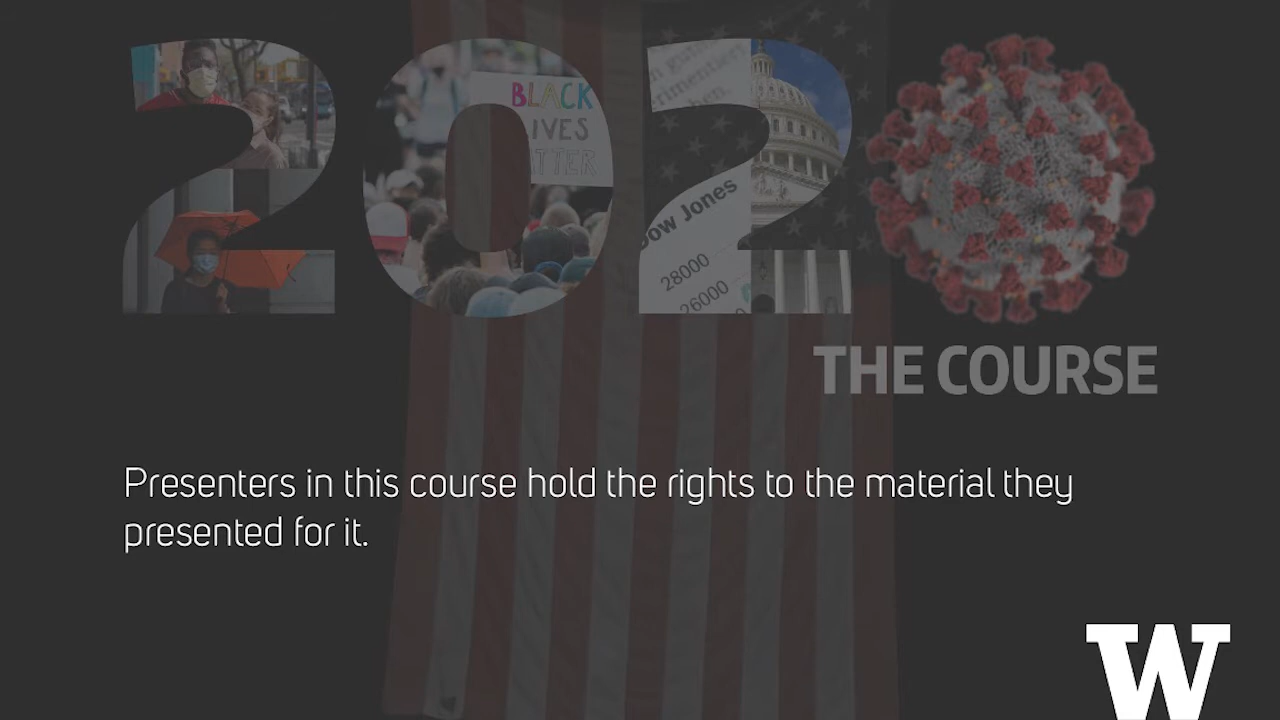 2020
BLACK
LIVES
MATTER
Dow Jones
28000
26000
THE COURSE
Presenters in this course hold the rights to the material they
presented for it.
W